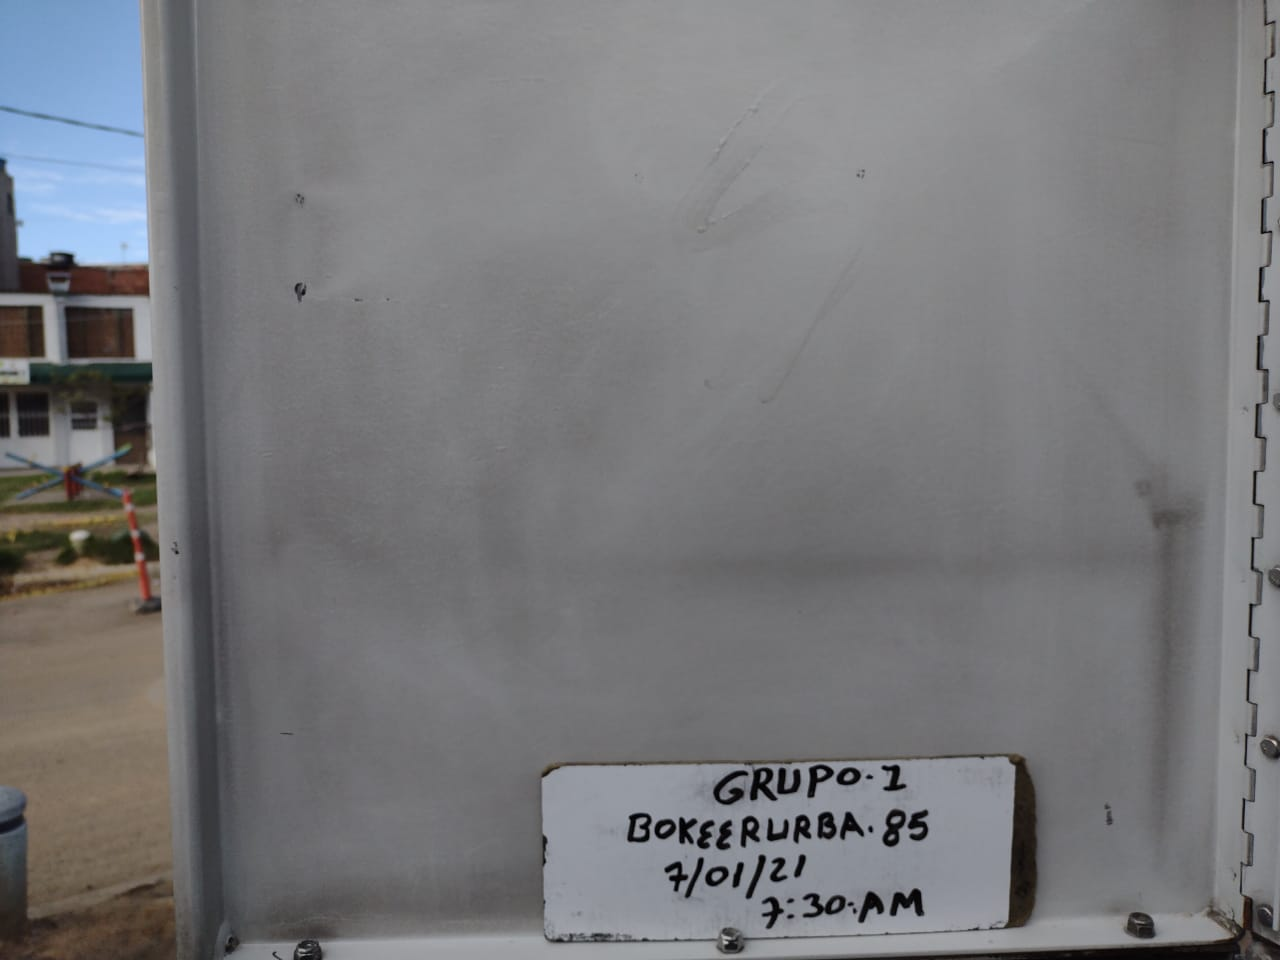 GRUPO. 1
BOKEERURBA. 85
7/01/21
7:30.AM